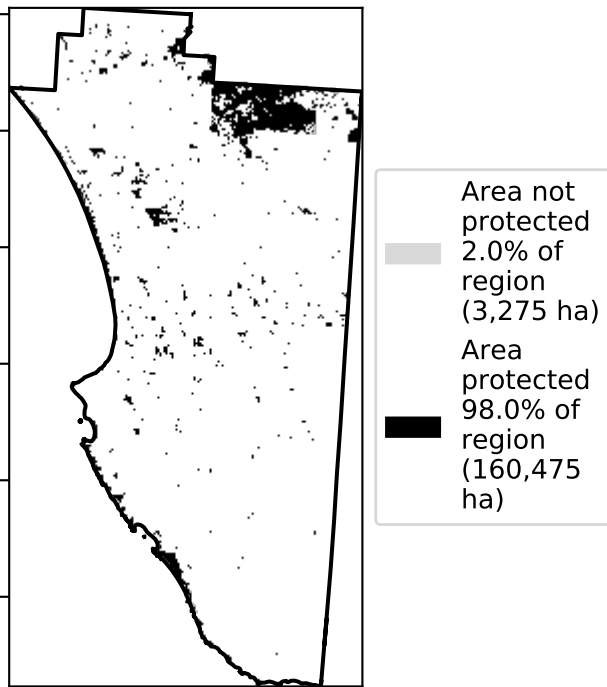 Area not
protected
2.0% of
region
(3,275 ha)
Area
protected
98.0% of
region
(160,475
ha)